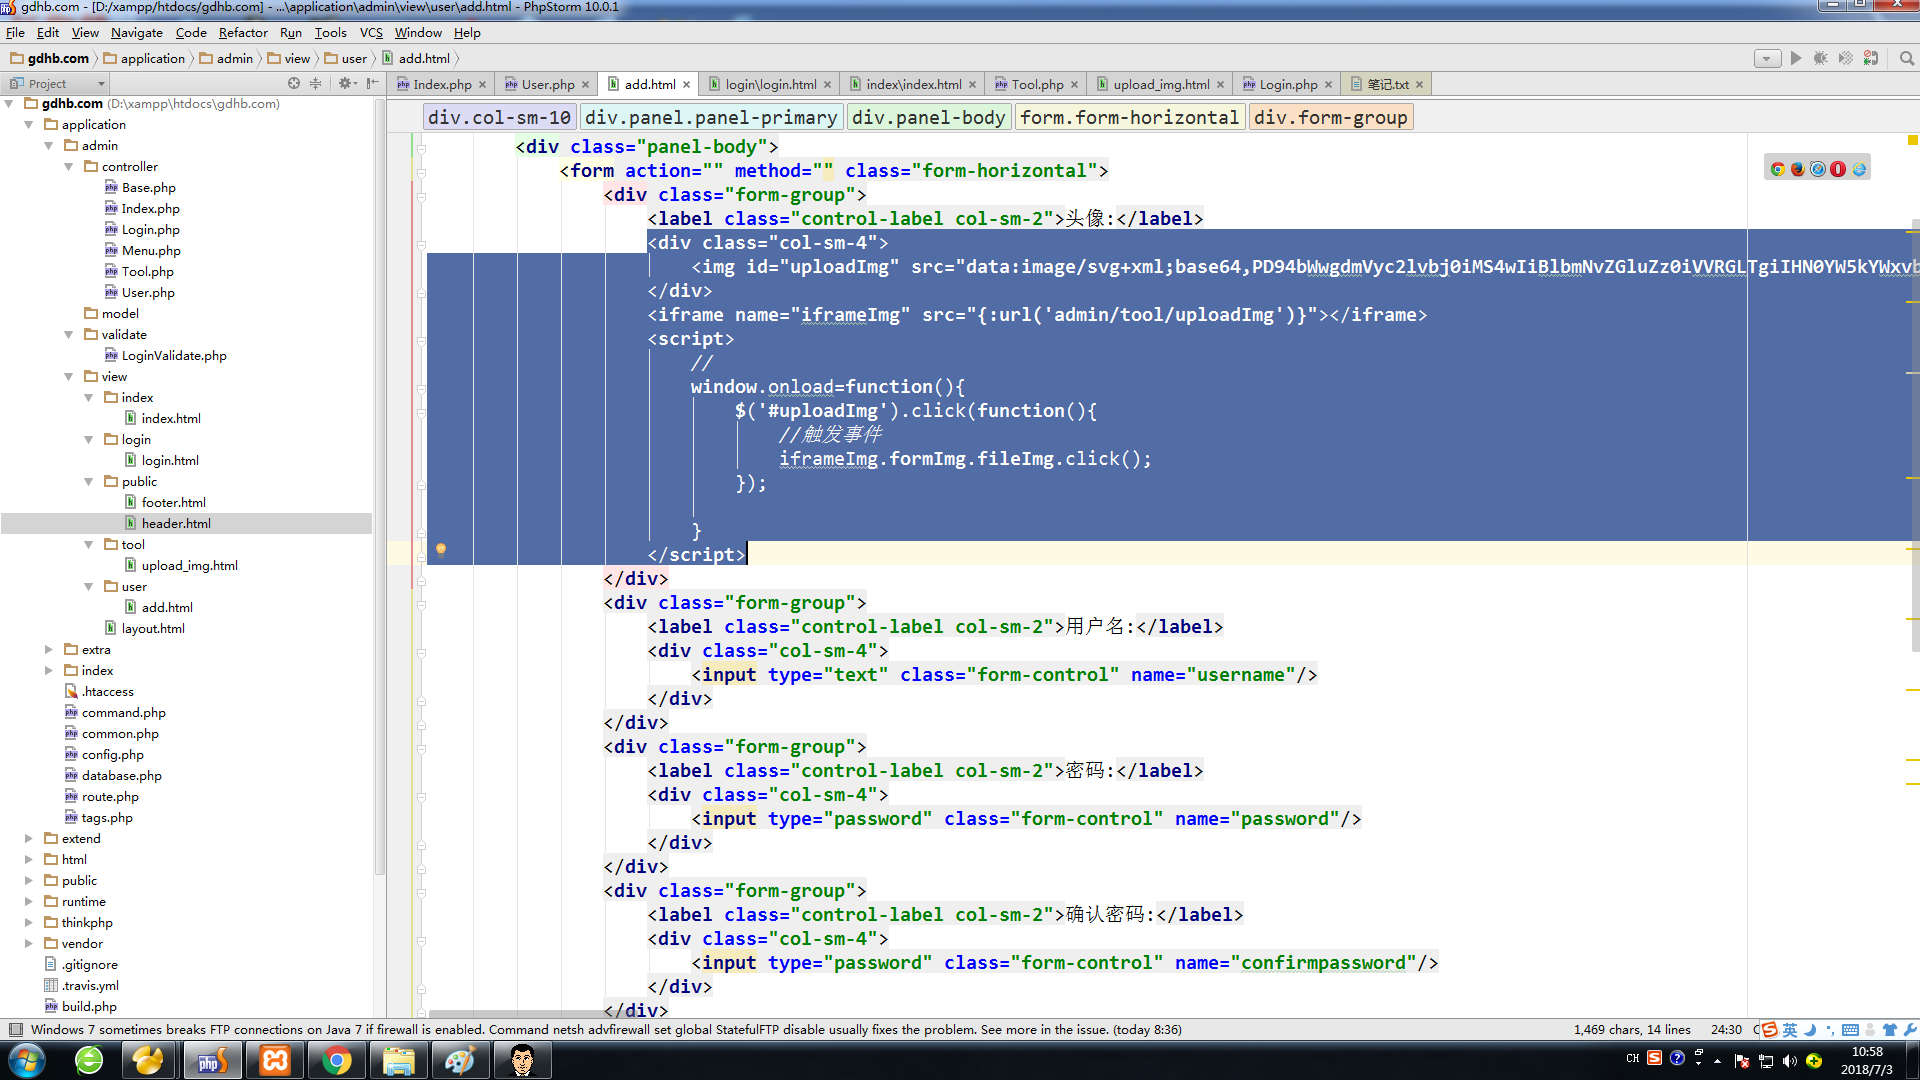 gdhb.com - [D:/xampp/htdocs/gdhb.com] - ...\application\admin\view\user\add.html - PhpStorm 10.0.1
File Edit View Navigate Code Refactor Run Tools VCS Window Help
gdhb.com application admin view user add.html
Project
Index.php User.php add.html login\login.html index\index.html Tool.php upload_img.html Login.php 笔记.txt
div.col-sm-10 div.panel.panel-primary div.panel-body form.form-horizontal div.form-group
gdhb.com (D:\xampp\htdocs\gdhb.com)
application
admin
controller
Base.php
Index.php
Login.php
Menu.php
Tool.php
User.php
model
validate
LoginValidate.php
view
index
index.html
login
login.html
public
footer.html
header.html
tool
upload_img.html
user
add.html
layout.html
extra
index
.htaccess
command.php
common.php
config.php
database.php
route.php
tags.php
extend
html
public
runtime
thinkphp
vendor
.gitignore
.travis.yml
build.php
<div class="panel-body">
<form action="" method="" class="form-horizontal">
<div class="form-group">
<label class="control-label col-sm-2">头像:</label>
<div class="col-sm-4">
<img id="uploadImg" src="data:image/svg+xml;base64,PD94bWwgdmVyc2lvbj0iMS4wIiBlbmNvZGluZz0iVVRGLTgiIHN0YW5kYWxvb
</div>
<iframe name="iframeImg" src="{:url('admin/tool/uploadImg')}"></iframe>
<script>
//
window.onload=function(){
$('#uploadImg').click(function(){
//触发事件
iframeImg.formImg.fileImg.click();
});
}
</script>
</div>
<div class="form-group">
<label class="control-label col-sm-2">用户名:</label>
<div class="col-sm-4">
<input type="text" class="form-control" name="username"/>
</div>
</div>
<div class="form-group">
<label class="control-label col-sm-2">密码:</label>
<div class="col-sm-4">
<input type="password" class="form-control" name="password"/>
</div>
</div>
<div class="form-group">
<label class="control-label col-sm-2">确认密码:</label>
<div class="col-sm-4">
<input type="password" class="form-control" name="confirmpassword"/>
</div>
</div>
Windows 7 sometimes breaks FTP connections on Java 7 if firewall is enabled. Command netsh advfirewall set global StatefulFTP disable usually fixes the problem. See more in the issue. (today 8:36) 1,469 chars, 14 lines 24:30 英
CH
10:58
2018/7/3